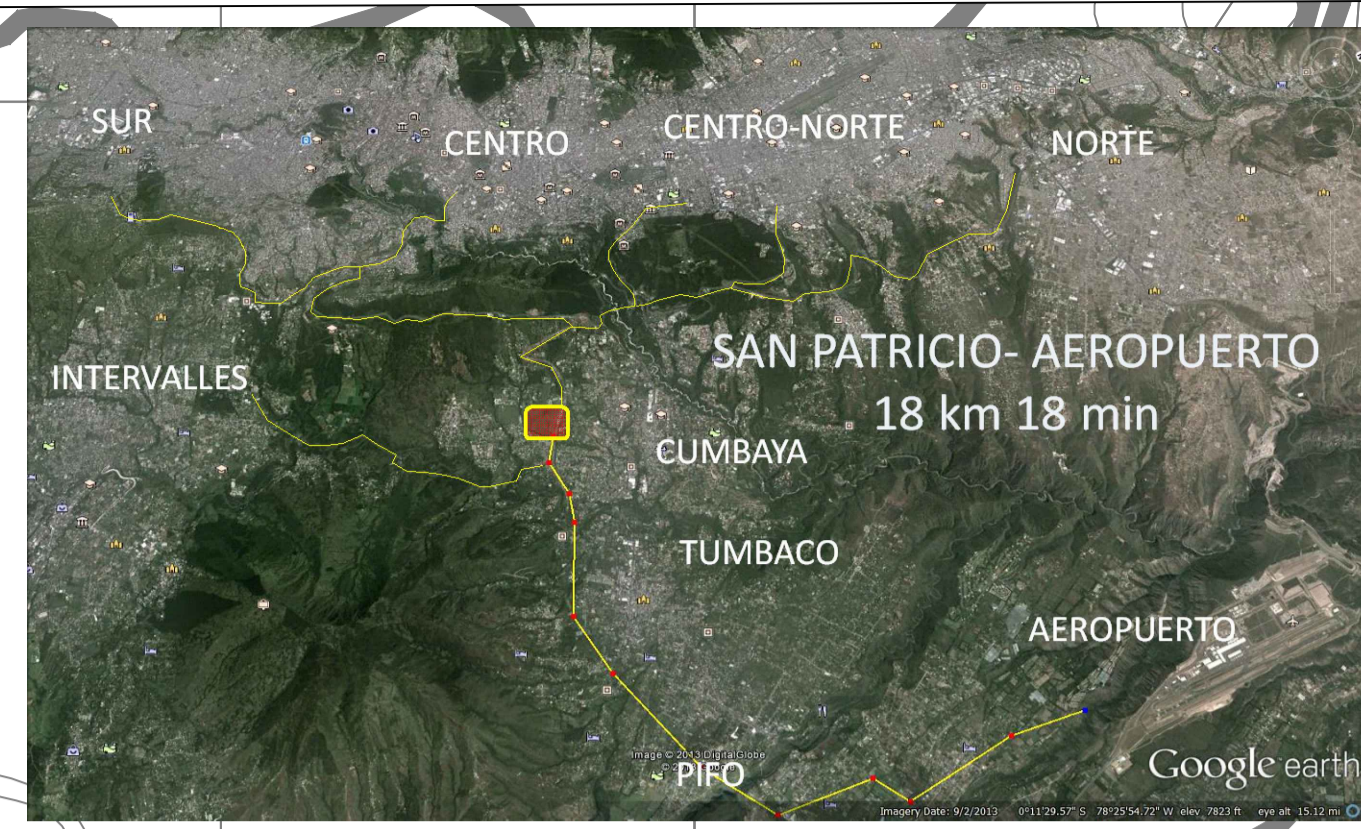 SUR
CENTRO
CENTRO-NORTE
NORTE
INTERVALLES
SAN PATRICIO- AEROPUERTO
18 km 18 min
CUMBAYA
TUMBACO
AEROPUERTO
Image © 2013 DigitalGlobe
PIFO
Google earth
Imagery Date: 9/2/2013 0°11'29.57" S 78°25'54.72" W elev 7823 ft eye alt 15.12 mi